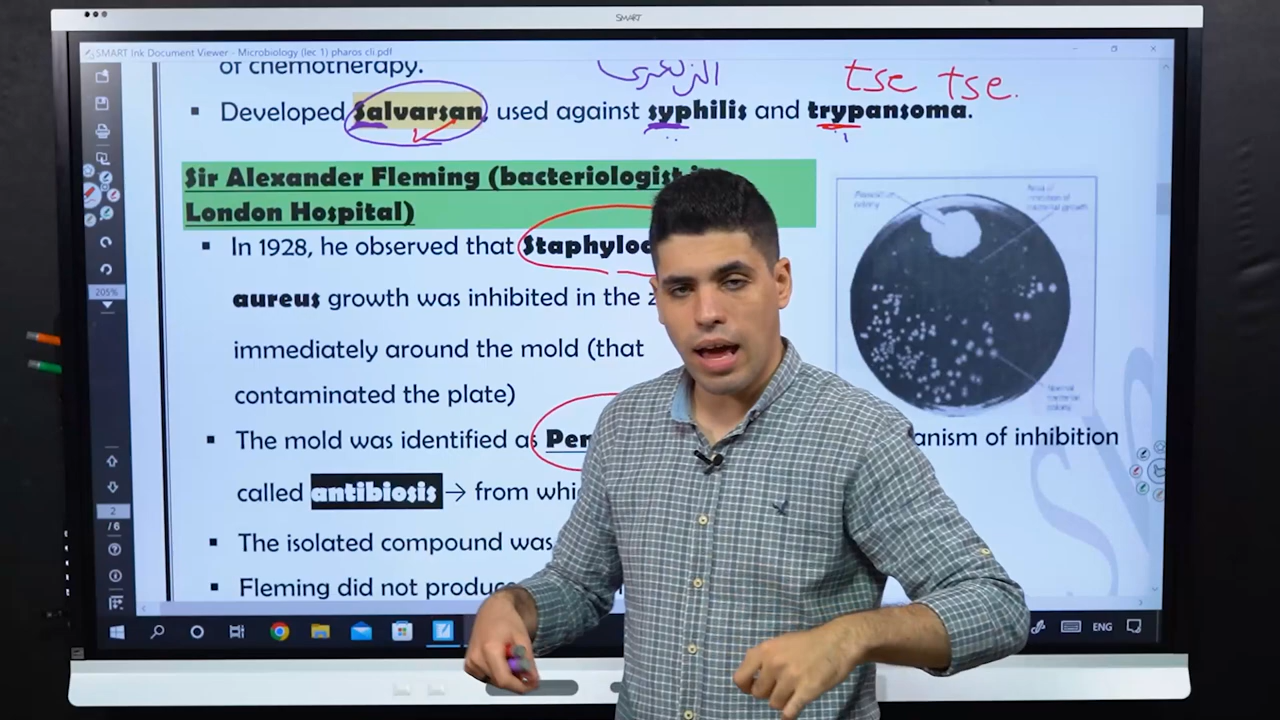 SMART
SMART Ink Document Viewer - Microbiology (lec 1) pharos cli.pdf
of chemotherapy.
الزهري
tse tse.
▪ Developed Salvarsan, used against syphilis and trypansoma.
Sir Alexander Fleming (bacteriologist
London Hospital)
▪ In 1928, he observed that Staphyloc
aureus growth was inhibited in the z
immediately around the mold (that
contaminated the plate)
▪ The mold was identified as Pen anism of inhibition
called antibiosis → from whi
▪ The isolated compound was
▪ Fleming did not produc
Normal
bacterial
colony
205%
2
/ 6
ENG